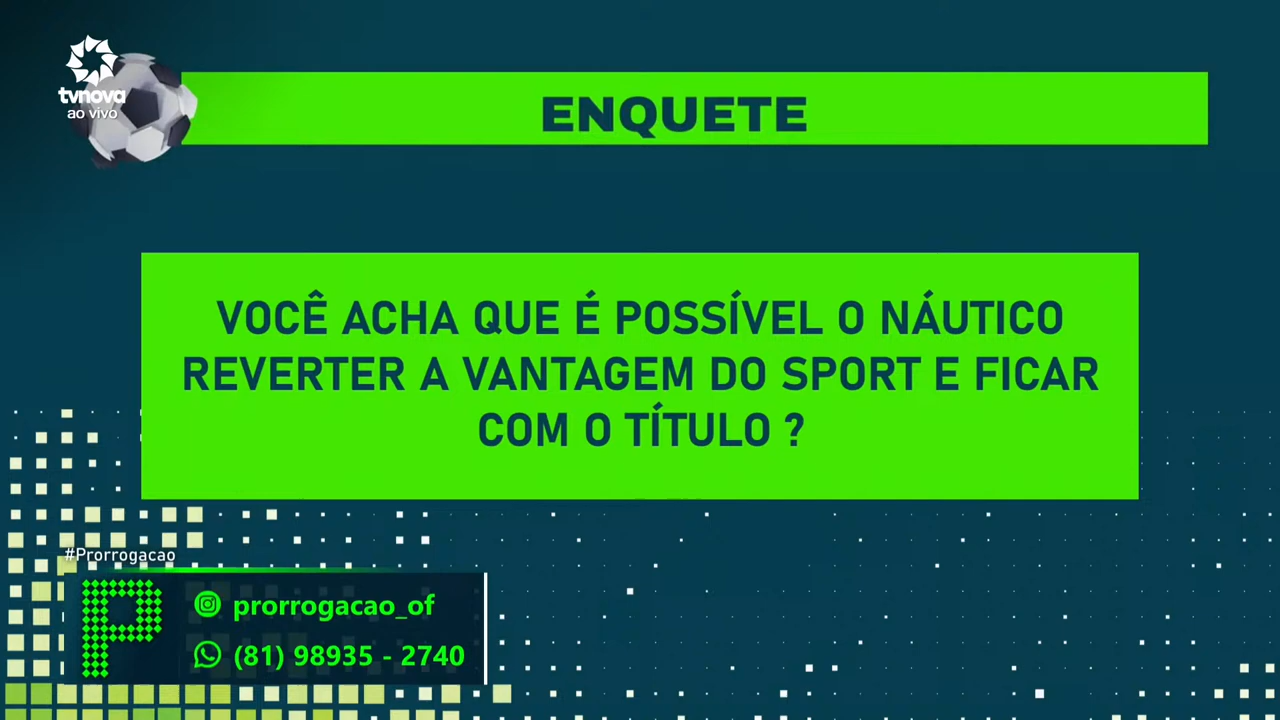 tvnova
ao vivo
ENQUETE
VOCÊ ACHA QUE É POSSÍVEL O NÁUTICO
REVERTER A VANTAGEM DO SPORT E FICAR
COM O TÍTULO ?
#Prorrogacao
P
prorrogacao_of
(81) 98935 - 2740